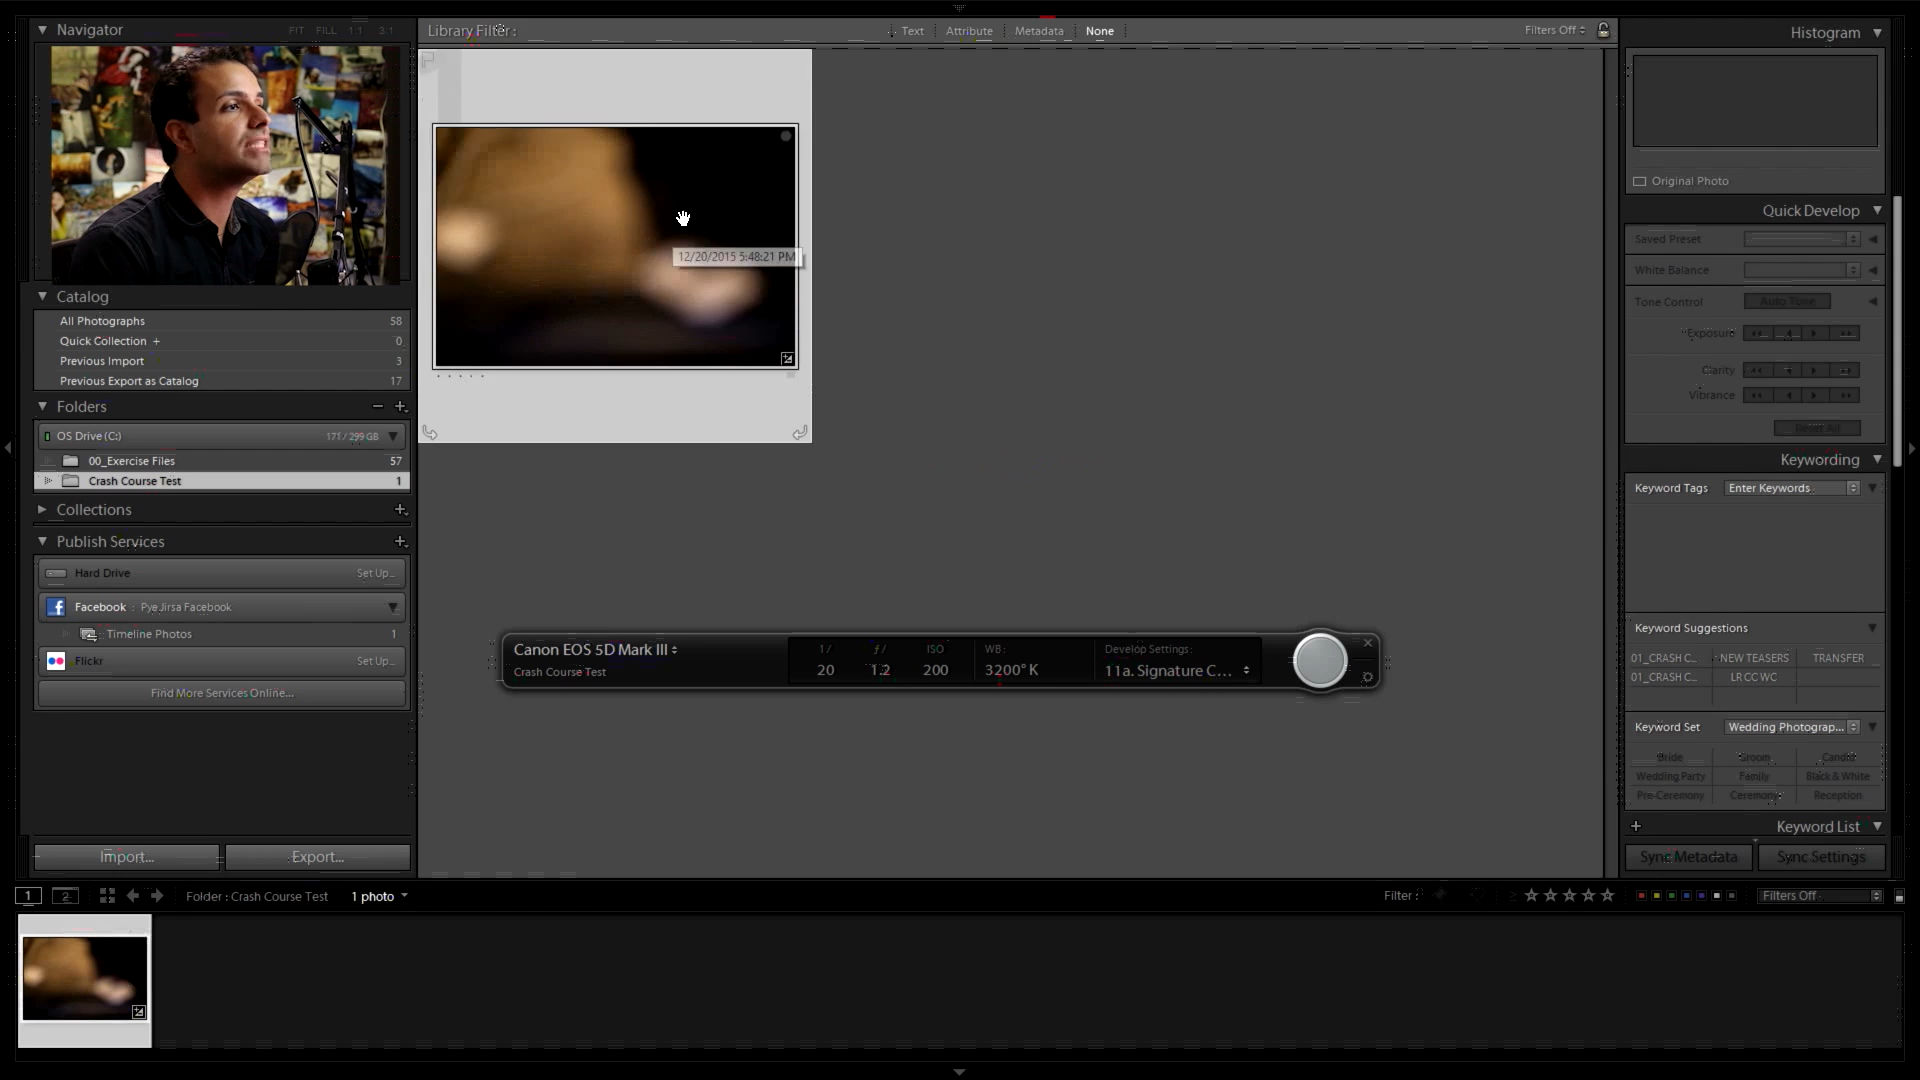 Navigator
FIT FILL 1:1 3:1
Catalog
All Photographs 58
Quick Collection + 0
Previous Import 3
Previous Export as Catalog 17
Folders
OS Drive (C:) 171 / 299 GB
00_Exercise Files 57
Crash Course Test 1
Collections
Publish Services
Hard Drive Set Up...
Facebook : Pye Jirsa Facebook
Timeline Photos 1
Flickr Set Up...
Find More Services Online...
Import... Export...
Library Filter: Text Attribute Metadata None Filters Off
12/20/2015 5:48:21 PM
Canon EOS 5D Mark III
Crash Course Test
1/ ƒ/ ISO WB: Develop Settings:
20 1.2 200 3200° K 11a. Signature C...
Histogram
Original Photo
Quick Develop
Saved Preset
White Balance
Tone Control Auto Tone
Exposure
Clarity
Vibrance
Reset All
Keywording
Keyword Tags Enter Keywords
Keyword Suggestions
01_CRASH C... NEW TEASERS TRANSFER
01_CRASH C... LR CC WC
Keyword Set Wedding Photograp...
Bride Groom Candid
Wedding Party Family Black & White
Pre-Ceremony Ceremony Reception
Keyword List
Sync Metadata Sync Settings
1 2 Folder : Crash Course Test 1 photo Filter : Filters Off